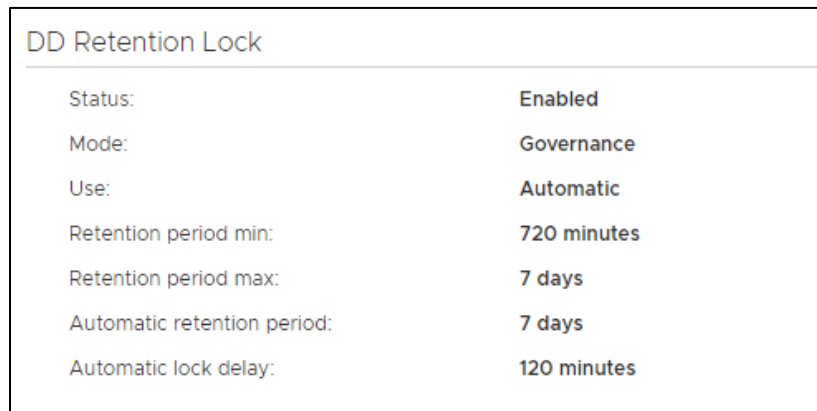 DD Retention Lock
Status: Enabled
Mode: Governance
Use: Automatic
Retention period min: 720 minutes
Retention period max: 7 days
Automatic retention period: 7 days
Automatic lock delay: 120 minutes